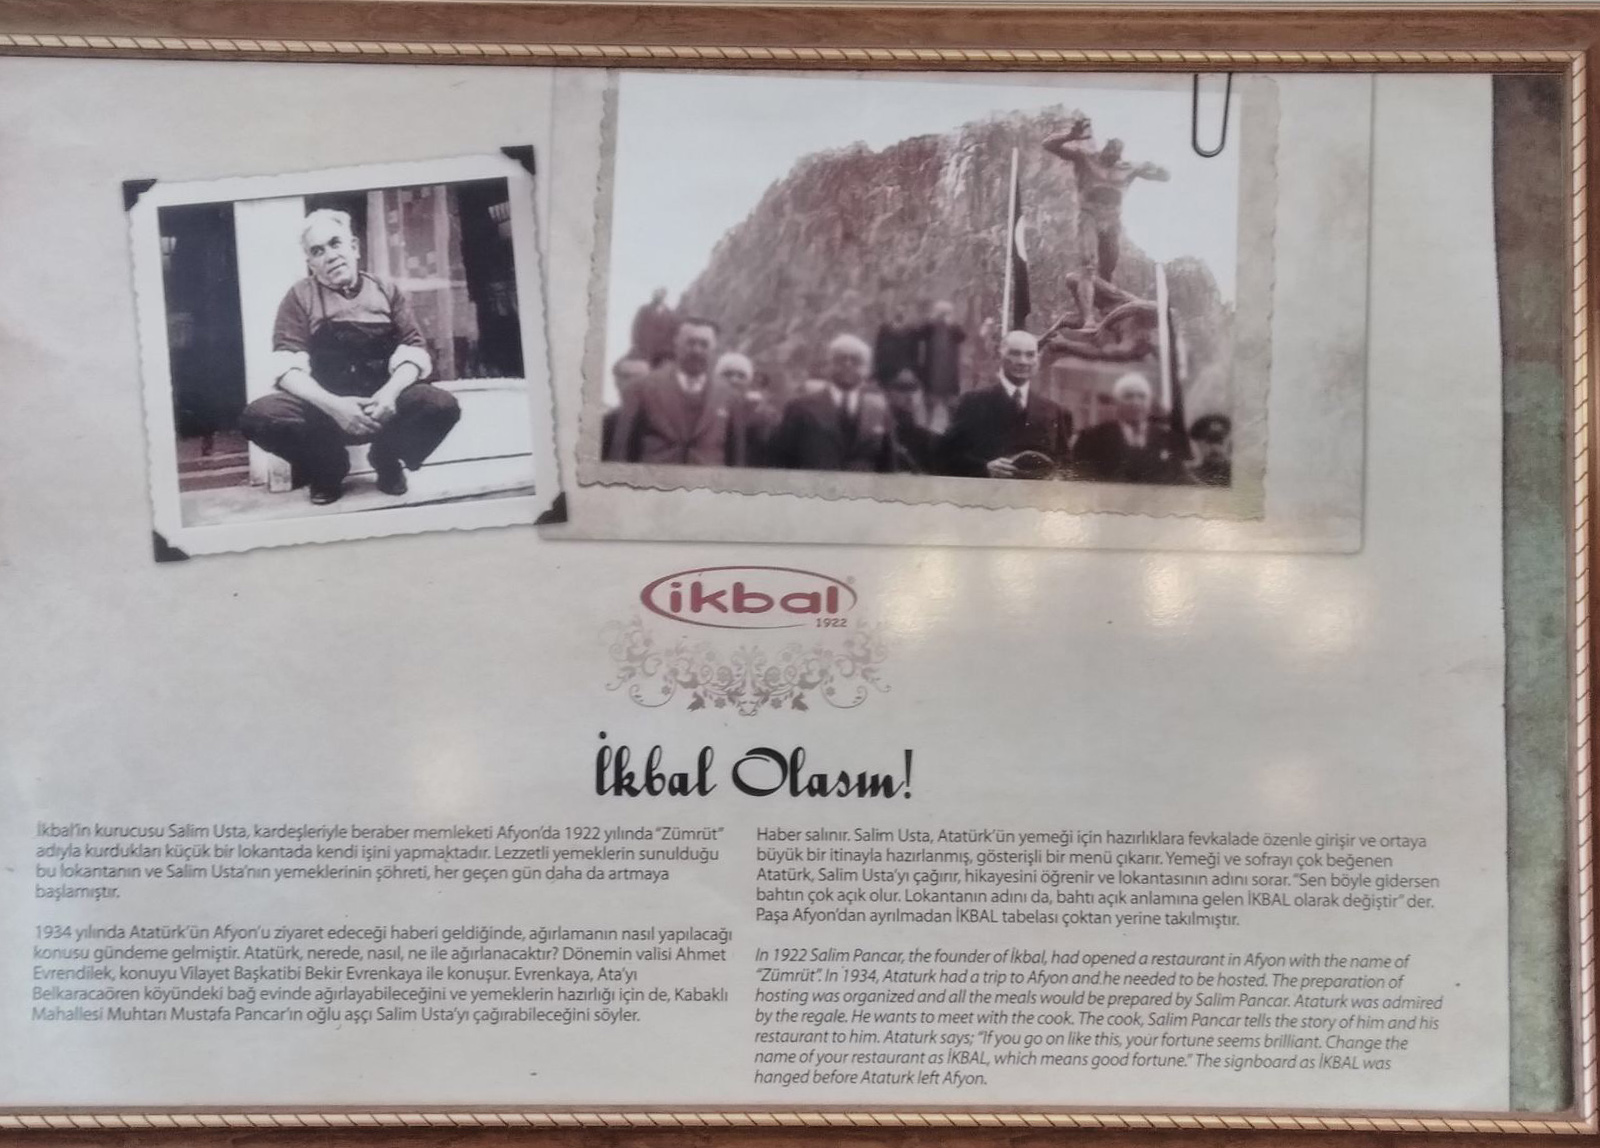 ikbal®
1922
İkbal Olasın!
İkbal'in kurucusu Salim Usta, kardeşleriyle beraber memleketi Afyon'da 1922 yılında "Zümrüt"
adıyla kurdukları küçük bir lokantada kendi işini yapmaktadır. Lezzetli yemeklerin sunulduğu
bu lokantanın ve Salim Usta'nın yemeklerinin şöhreti, her geçen gün daha da artmaya
başlamıştır.
1934 yılında Atatürk'ün Afyon'u ziyaret edeceği haberi geldiğinde, ağırlamanın nasıl yapılacağı
konusu gündeme gelmiştir. Atatürk, nerede, nasıl, ne ile ağırlanacaktır? Dönemin valisi Ahmet
Evrendilek, konuyu Vilayet Başkatibi Bekir Evrenkaya ile konuşur. Evrenkaya, Ata'yı
Belkaracaören köyündeki bağ evinde ağırlayabileceğini ve yemeklerin hazırlığı için de, Kabaklı
Mahallesi Muhtarı Mustafa Pancar'ın oğlu aşçı Salim Usta'yı çağırabileceğini söyler.
Haber salınır. Salim Usta, Atatürk'ün yemeği için hazırlıklara fevkalade özenle girişir ve ortaya
büyük bir itinayla hazırlanmış, gösterişli bir menü çıkarır. Yemeği ve sofrayı çok beğenen
Atatürk, Salim Usta'yı çağırır, hikayesini öğrenir ve lokantasının adını sorar. "Sen böyle gidersen
bahtın çok açık olur. Lokantanın adını da, bahtı açık anlamına gelen İKBAL olarak değiştir" der.
Paşa Afyon'dan ayrılmadan İKBAL tabelası çoktan yerine takılmıştır.
In 1922 Salim Pancar, the founder of İkbal, had opened a restaurant in Afyon with the name of
"Zümrüt". In 1934, Ataturk had a trip to Afyon and he needed to be hosted. The preparation of
hosting was organized and all the meals would be prepared by Salim Pancar. Ataturk was admired
by the regale. He wants to meet with the cook. The cook, Salim Pancar tells the story of him and his
restaurant to him. Ataturk says; "If you go on like this, your fortune seems brilliant. Change the
name of your restaurant as İKBAL, which means good fortune." The signboard as İKBAL was
hanged before Ataturk left Afyon.